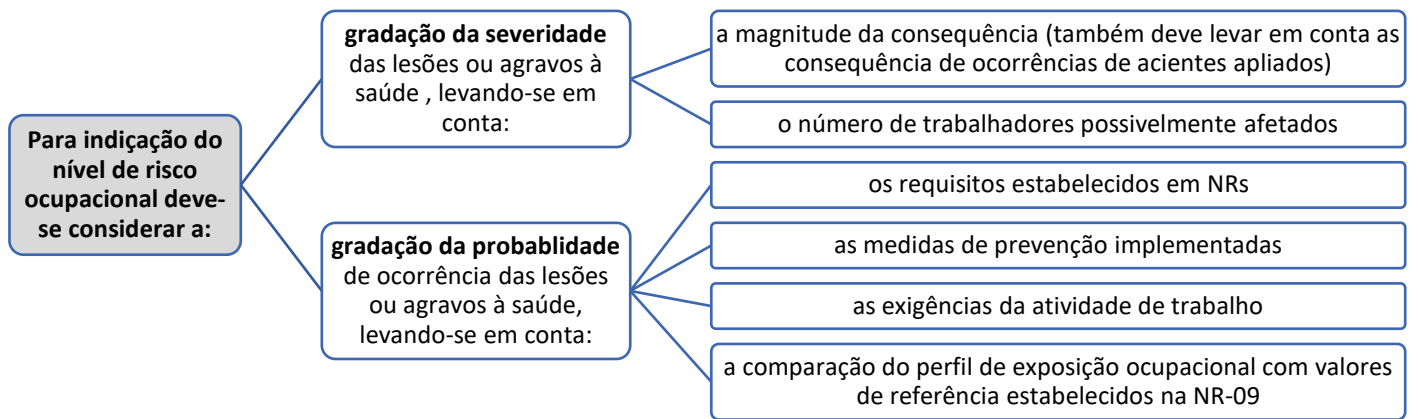 Para indicação do
nível de risco
ocupacional deve-
se considerar a:
gradação da severidade
das lesões ou agravos à
saúde , levando-se em
conta:
a magnitude da consequência (também deve levar em conta as
consequência de ocorrências de acientes apliados)
o número de trabalhadores possivelmente afetados
gradação da probablidade
de ocorrência das lesões
ou agravos à saúde,
levando-se em conta:
os requisitos estabelecidos em NRs
as medidas de prevenção implementadas
as exigências da atividade de trabalho
a comparação do perfil de exposição ocupacional com valores
de referência estabelecidos na NR-09